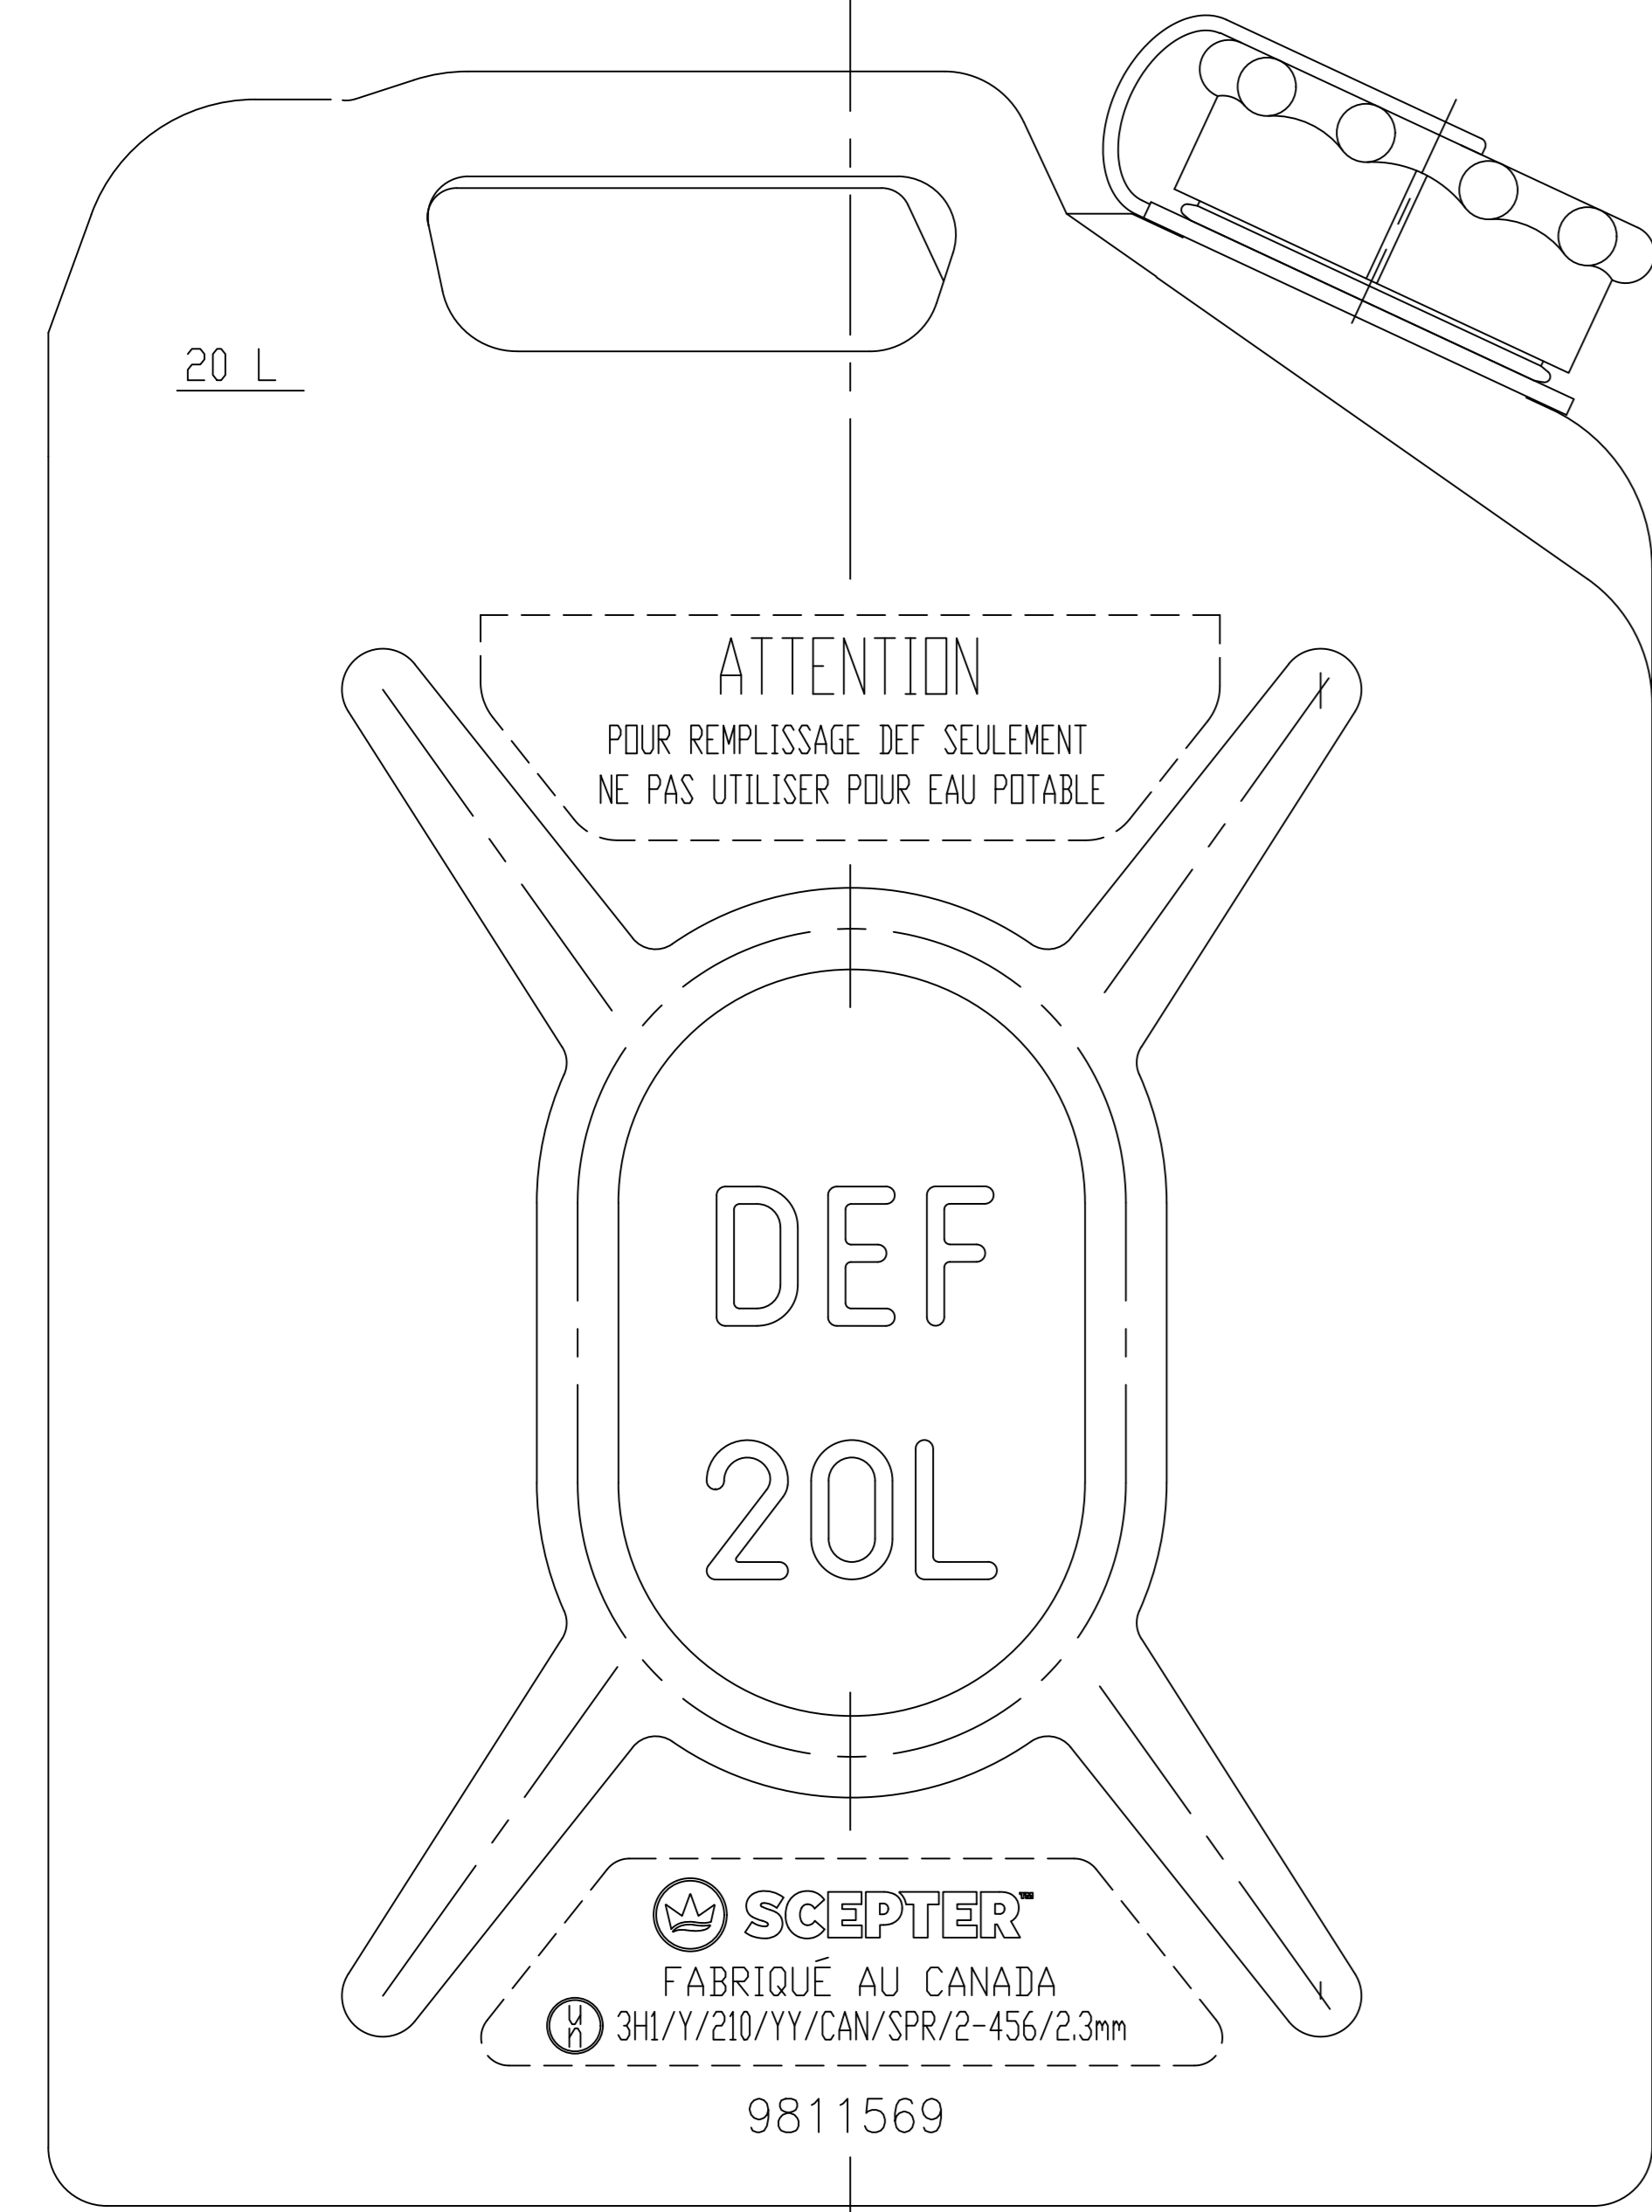 20 L
ATTENTION
POUR REMPLISSAGE DEF SEULEMENT
NE PAS UTILISER POUR EAU POTABLE
DEF
20L
SCEPTER™
FABRIQUÉ AU CANADA
UN 3H1/Y/210/YY/CAN/SPR/2-456/2.3mm
9811569